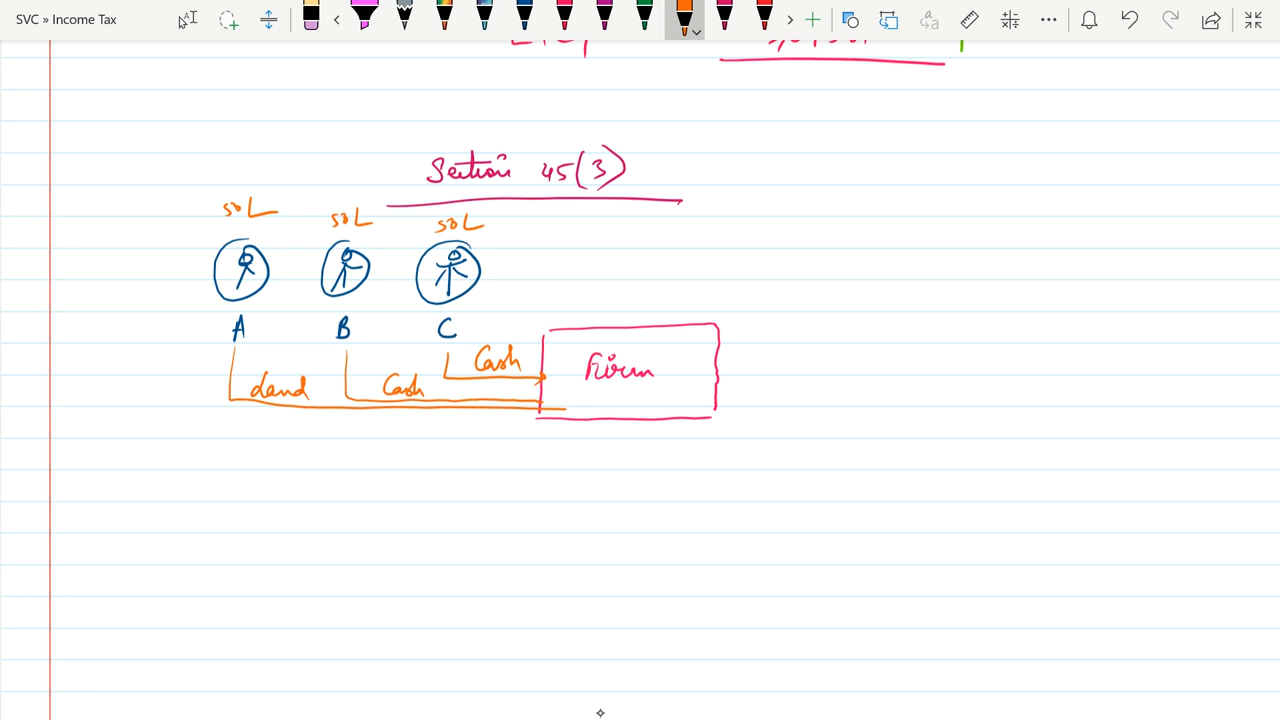 SVC » Income Tax
Section 45(3)
50L 50L 50L
A B C
Land Cash Cash Firm